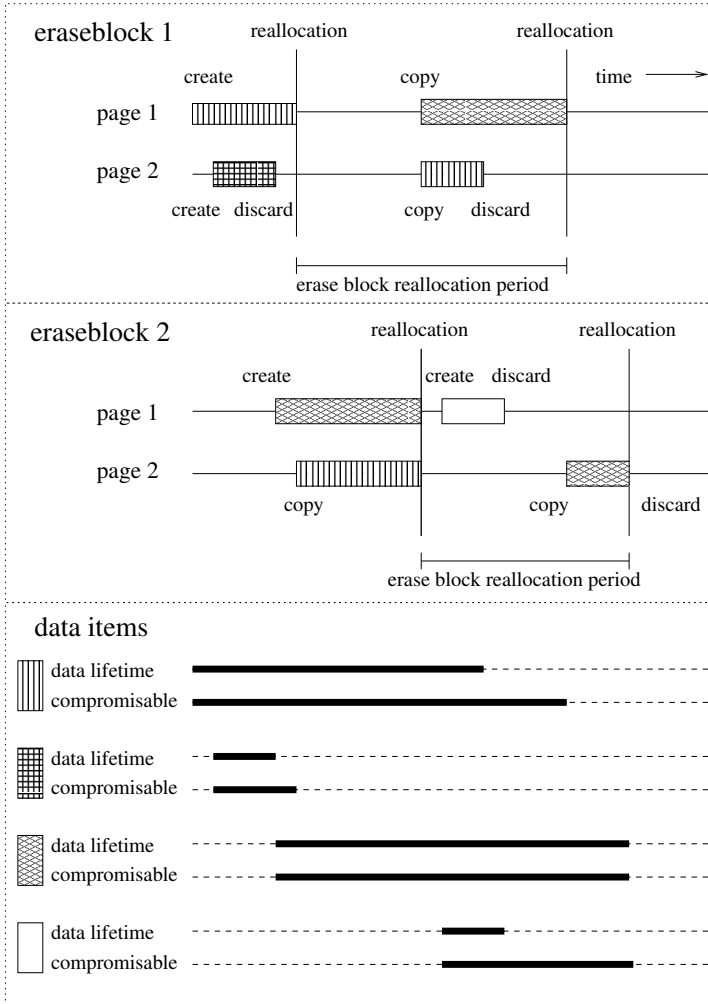 eraseblock 1
reallocation
reallocation
create
copy
time
page 1
page 2
create discard
copy discard
erase block reallocation period
eraseblock 2
reallocation
reallocation
create
create discard
page 1
page 2
copy
copy
discard
erase block reallocation period
data items
data lifetime
compromisable
data lifetime
compromisable
data lifetime
compromisable
data lifetime
compromisable